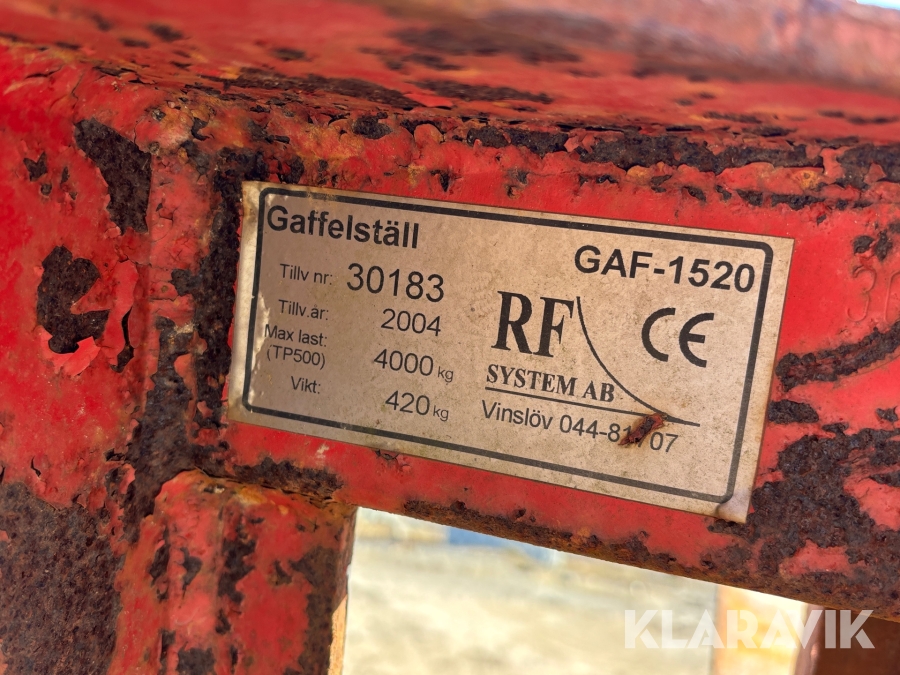 Gaffelställ
GAF-1520
Tillv nr: 30183
Tillv.år: 2004
Max last: (TP500) 4000 kg
Vikt: 420 kg
RF
SYSTEM AB
CE
Vinslöv
KLARAVIK